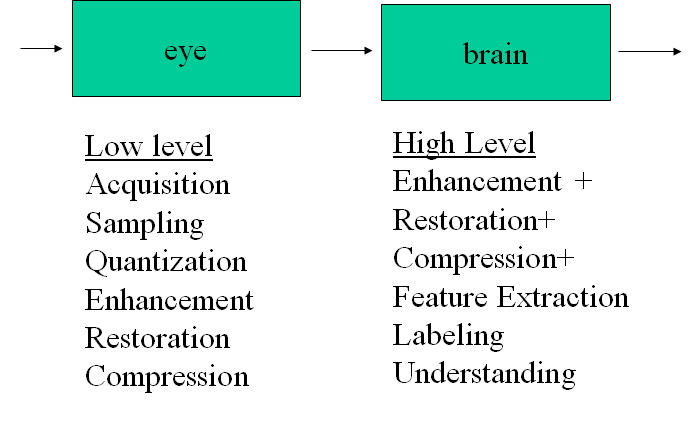 eye
brain
Low level
Acquisition
Sampling
Quantization
Enhancement
Restoration
Compression
High Level
Enhancement +
Restoration+
Compression+
Feature Extraction
Labeling
Understanding